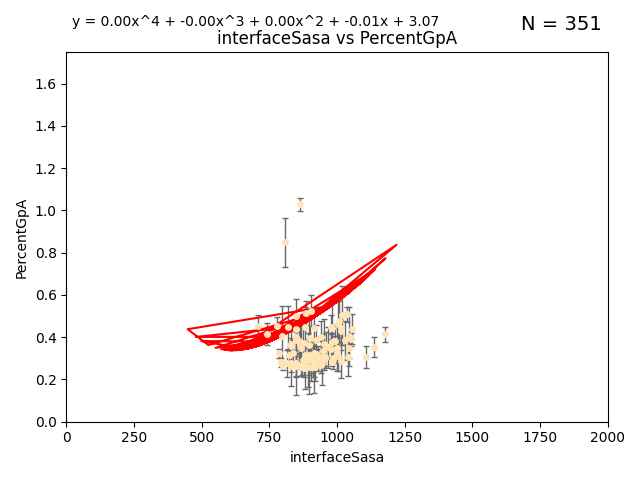 y = 0.00x^4 + -0.00x^3 + 0.00x^2 + -0.01x + 3.07
N = 351
interfaceSasa vs PercentGpA
PercentGpA
1.6
1.4
1.2
1.0
0.8
0.6
0.4
0.2
0.0
0 250 500 750 1000 1250 1500 1750 2000
interfaceSasa